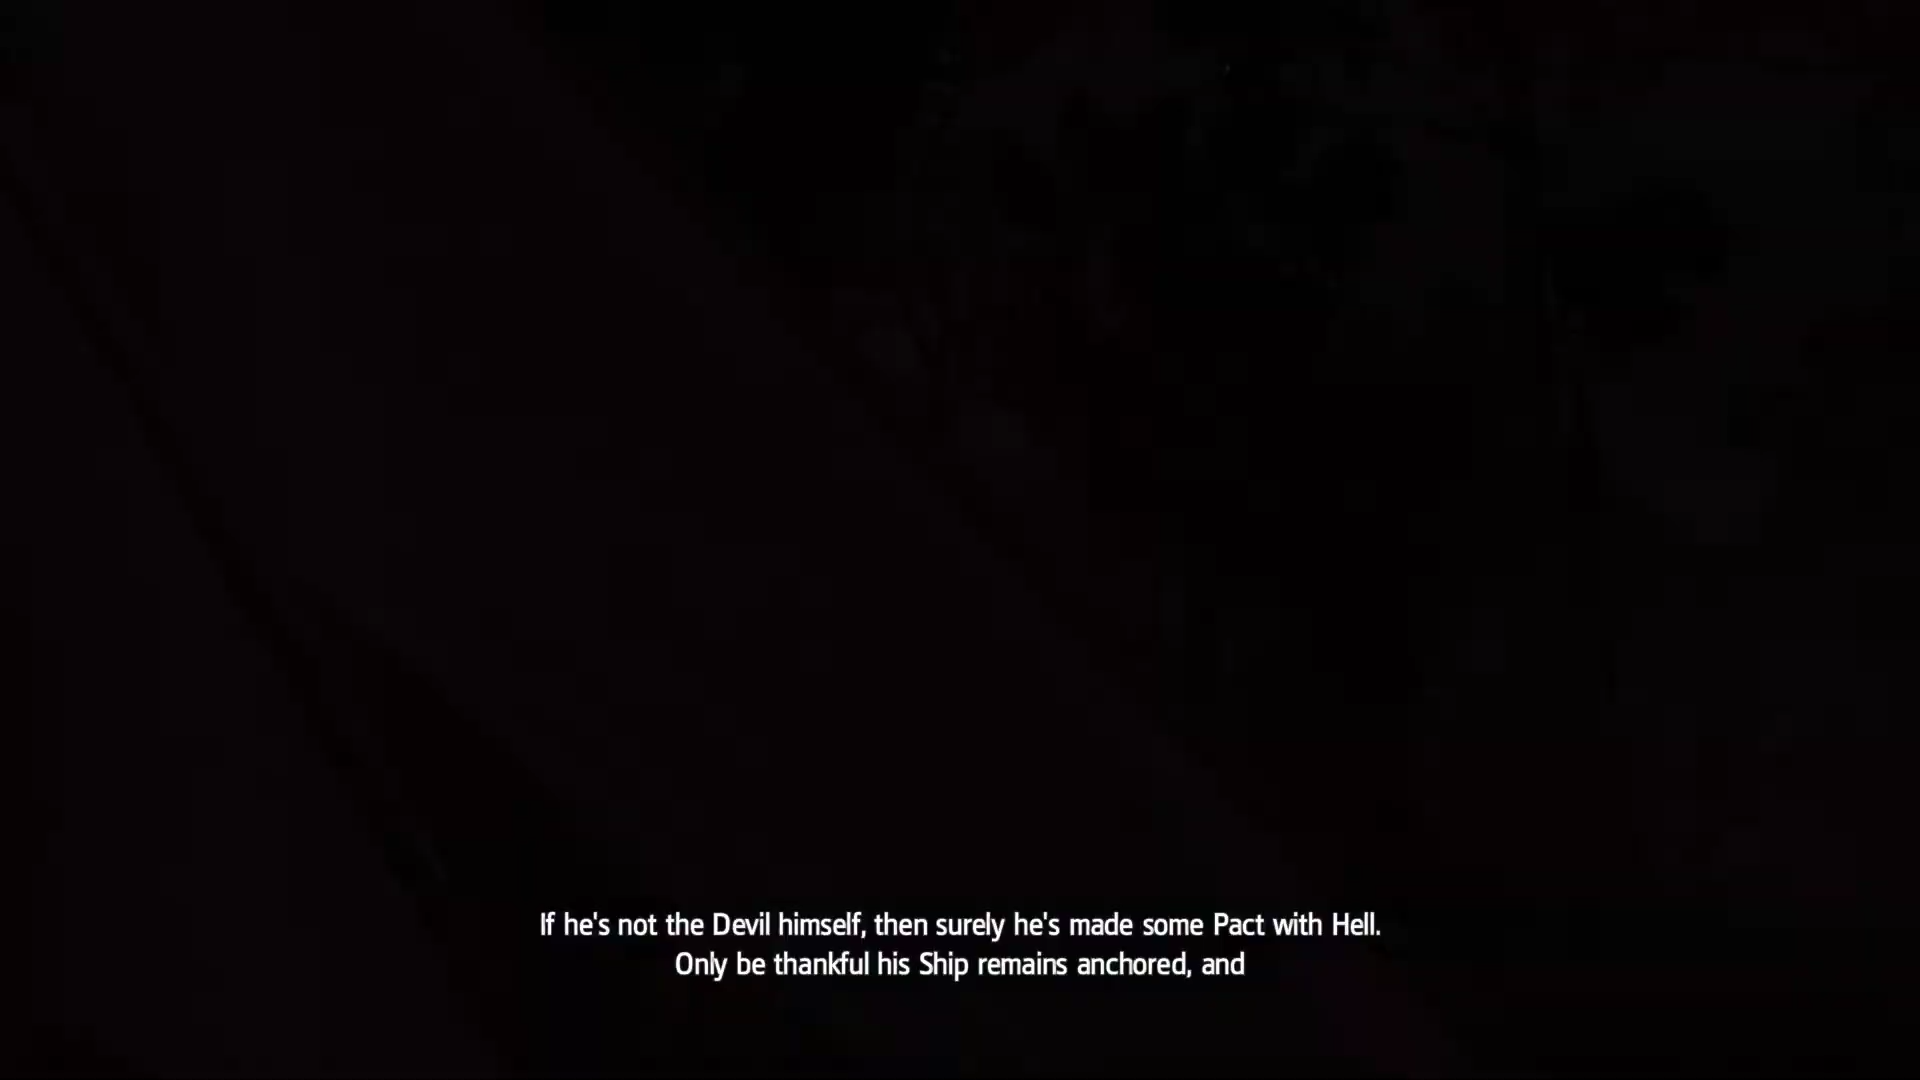 If he's not the Devil himself, then surely he's made some Pact with Hell.
Only be thankful his Ship remains anchored, and